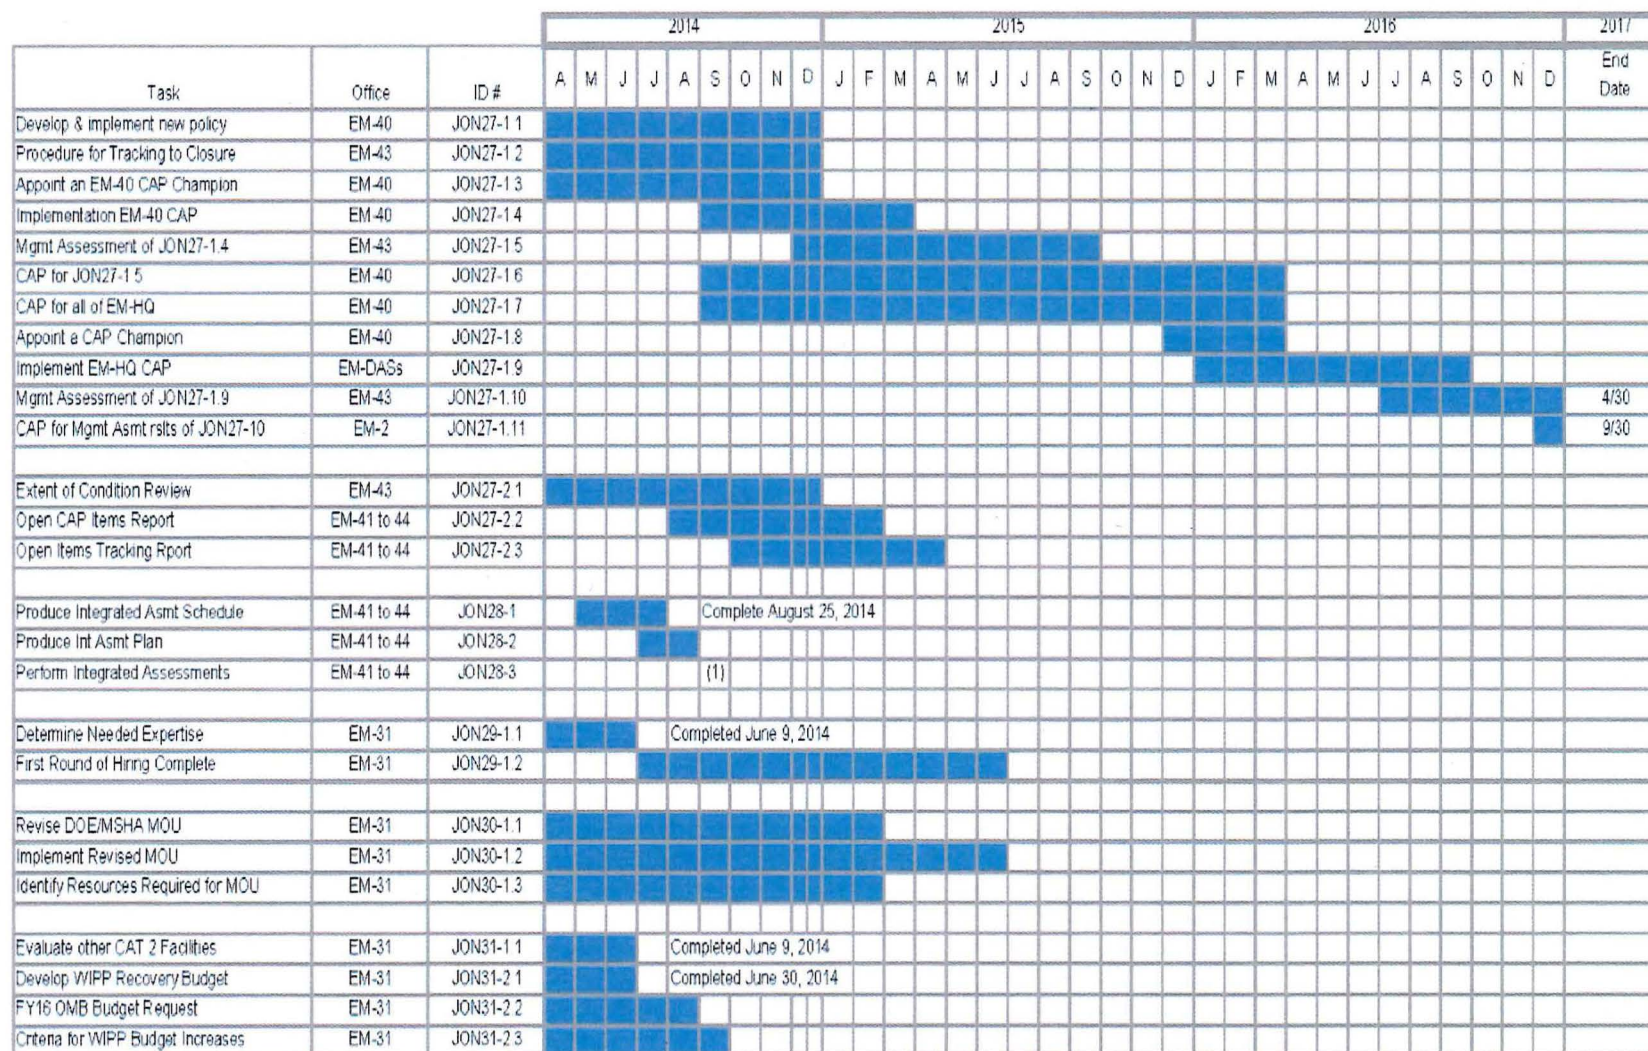 2014 2015 2016 2017
Task Office ID # A M J J A S O N D J F M A M J J A S O N D J F M A M J J A S O N D End Date
Develop & implement new policy EM-40 JON27-1 1
Procedure for Tracking to Closure EM-43 JON27-1 2
Appoint an EM-40 CAP Champion EM-40 JON27-1 3
Implementation EM-40 CAP EM-40 JON27-1 4
Mgmt Assessment of JON27-1.4 EM-43 JON27-1 5
CAP for JON27-1 5 EM-40 JON27-1 6
CAP for all of EM-HQ EM-40 JON27-1 7
Appoint a CAP Champion EM-40 JON27-1.8
Implement EM-HQ CAP EM-DASs JON27-1.9
Mgmt Assessment of JON27-1.9 EM-43 JON27-1.10 4/30
CAP for Mgmt Asmt rslts of JON27-10 EM-2 JON27-1.11 9/30
Extent of Condition Review EM-43 JON27-2 1
Open CAP Items Report EM-41 to 44 JON27-2.2
Open Items Tracking Rport EM-41 to 44 JON27-2 3
Produce Integrated Asmt Schedule EM-41 to 44 JON28-1 Complete August 25, 2014
Produce Int Asmt Plan EM-41 to 44 JON28-2
Perform Integrated Assessments EM-41 to 44 JON28-3 (1)
Determine Needed Expertise EM-31 JON29-1.1 Completed June 9, 2014
First Round of Hiring Complete EM-31 JON29-1.2
Revise DOE/MSHA MOU EM-31 JON30-1.1
Implement Revised MOU EM-31 JON30-1.2
Identify Resources Required for MOU EM-31 JON30-1.3
Evaluate other CAT 2 Facilities EM-31 JON31-1 1 Completed June 9, 2014
Develop WIPP Recovery Budget EM-31 JON31-2 1 Completed June 30, 2014
FY16 OMB Budget Request EM-31 JON31-2 2
Criteria for WIPP Budget Increases EM-31 JON31-2 3